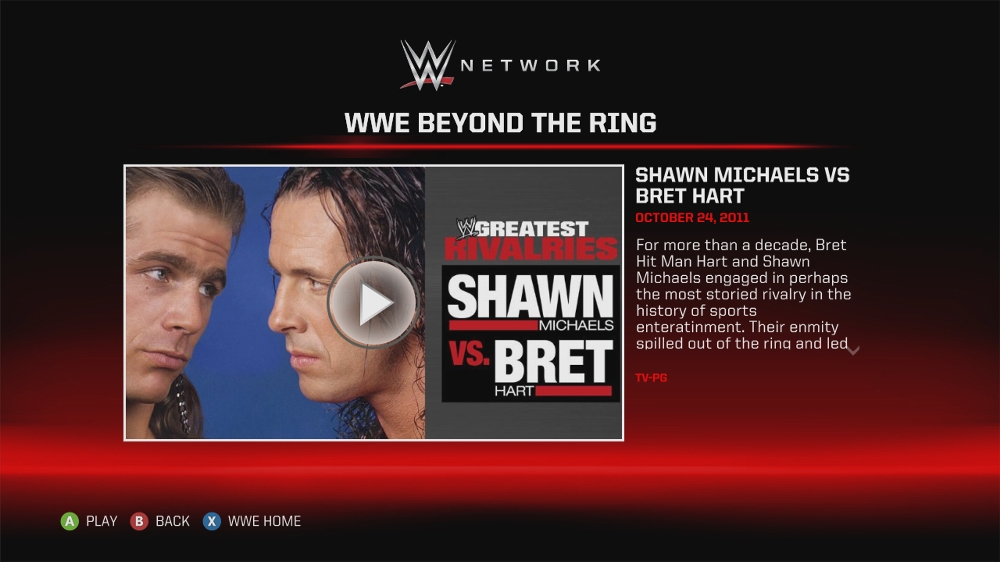 W NETWORK
WWE BEYOND THE RING
SHAWN MICHAELS VS
BRET HART
OCTOBER 24, 2011
For more than a decade, Bret
Hit Man Hart and Shawn
Michaels engaged in perhaps
the most storied rivalry in the
history of sports
enteratinment. Their enmity
spilled out of the ring and led
TV-PG
W GREATEST
RIVALRIES
SHAWN
MICHAELS
VS. BRET
HART
A PLAY B BACK X WWE HOME